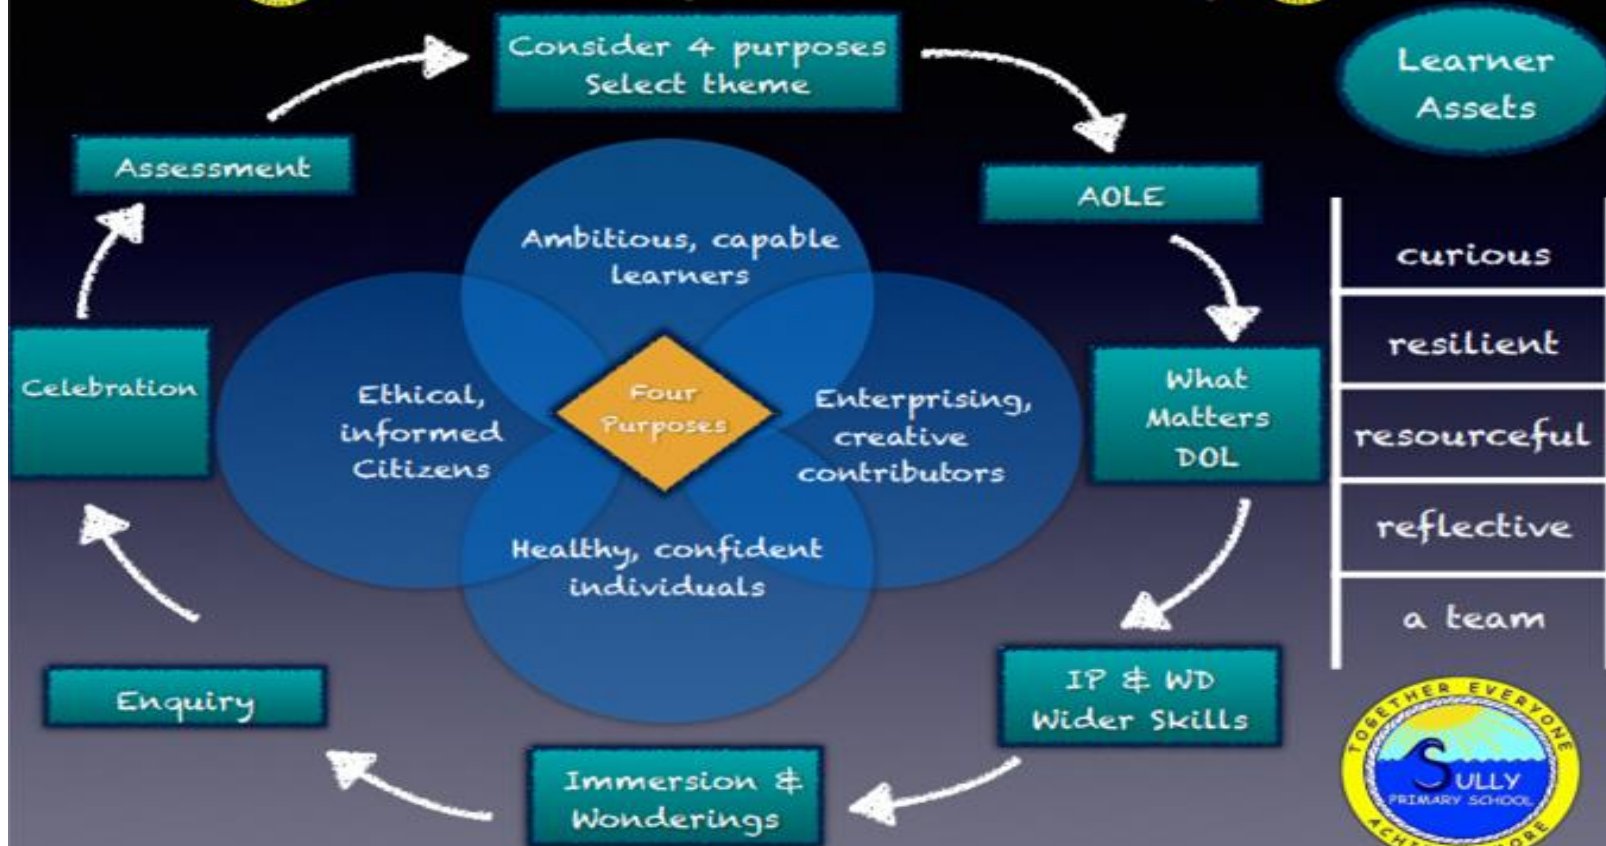 Consider 4 purposes
Select theme
AOLE
What
Matters
DOL
IP & WD
Wider Skills
Immersion &
Wonderings
Enquiry
Celebration
Assessment
Ambitious, capable
learners
Ethical,
informed
Citizens
Four
Purposes
Enterprising,
creative
contributors
Healthy, confident
individuals
Learner
Assets
curious
resilient
resourceful
reflective
a team
TOGETHER EVERYONE
SULLY
PRIMARY SCHOOL